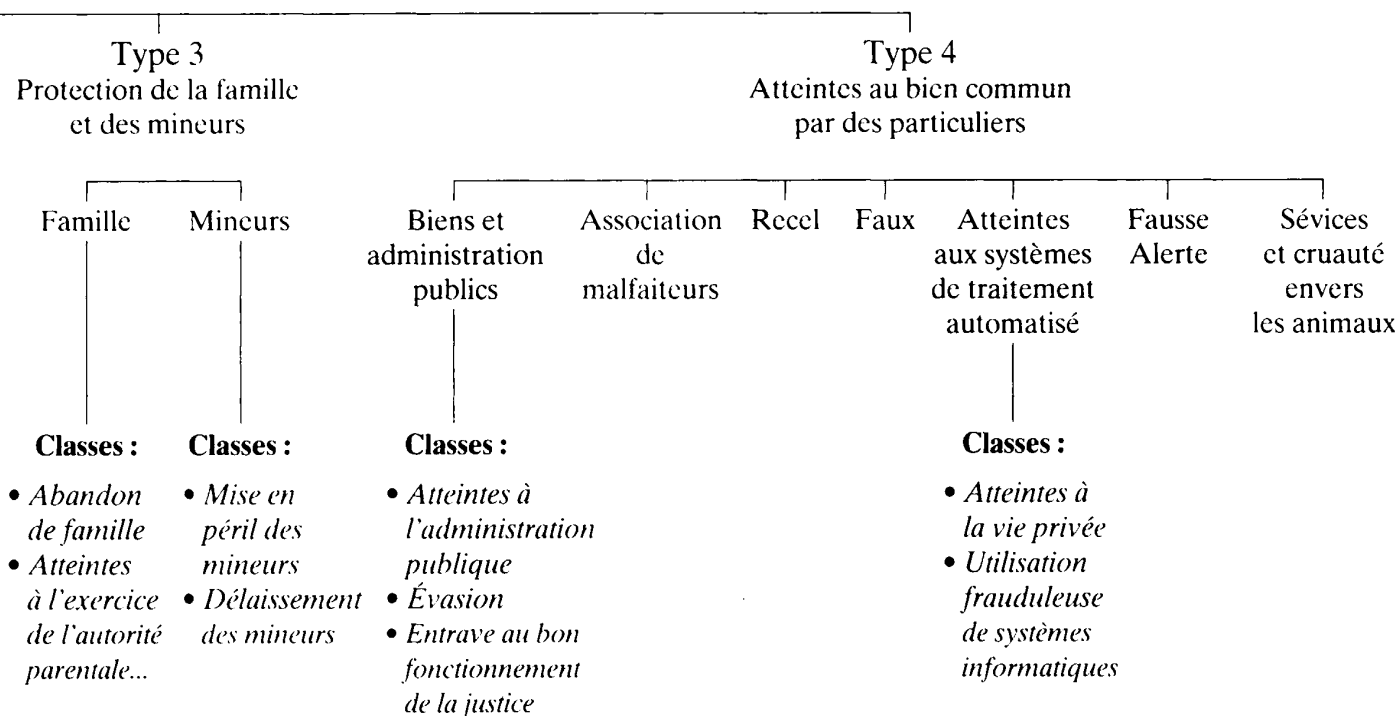 Type 3
Protection de la famille
et des mineurs
Type 4
Atteintes au bien commun
par des particuliers
Famille
Mineurs
Biens et
administration
publics
Association
de
malfaiteurs
Recel
Faux
Atteintes
aux systèmes
de traitement
automatisé
Fausse
Alerte
Sévices
et cruauté
envers
les animaux
Classes :
• Abandon
de famille
• Atteintes
à l'exercice
de l'autorité
parentale...
Classes :
• Mise en
péril des
mineurs
• Délaissement
des mineurs
Classes :
• Atteintes à
l'administration
publique
• Évasion
• Entrave au bon
fonctionnement
de la justice
Classes :
• Atteintes à
la vie privée
• Utilisation
frauduleuse
de systèmes
informatiques